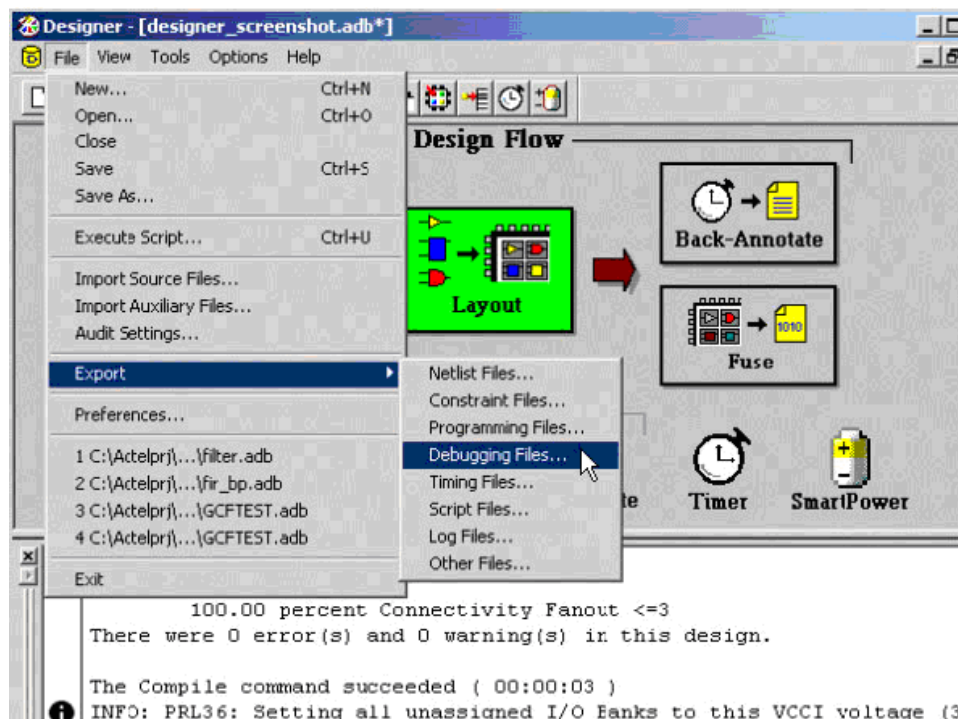 Designer - [designer_screenshot.adb*]
File View Tools Options Help
New... Ctrl+N
Open... Ctrl+O
Close
Save Ctrl+S
Save As...
Execute Script... Ctrl+U
Import Source Files...
Import Auxiliary Files...
Audit Settings...
Export
Preferences...
1 C:\Actelprj\...\filter.adb
2 C:\Actelprj\...\fir_bp.adb
3 C:\Actelprj\...\GCFTEST.adb
4 C:\Actelprj\...\GCFTEST.adb
Exit
Netlist Files...
Constraint Files...
Programming Files...
Debugging Files...
Timing Files...
Script Files...
Log Files...
Other Files...
Design Flow
Layout
Back-Annotate
1010
Fuse
Timer
SmartPower
100.00 percent Connectivity Fanout <=3
There were 0 error(s) and 0 warning(s) in this design.
The Compile command succeeded ( 00:00:03 )
INFO: PRL36: Setting all unassigned I/O Banks to this VCCI voltage (3